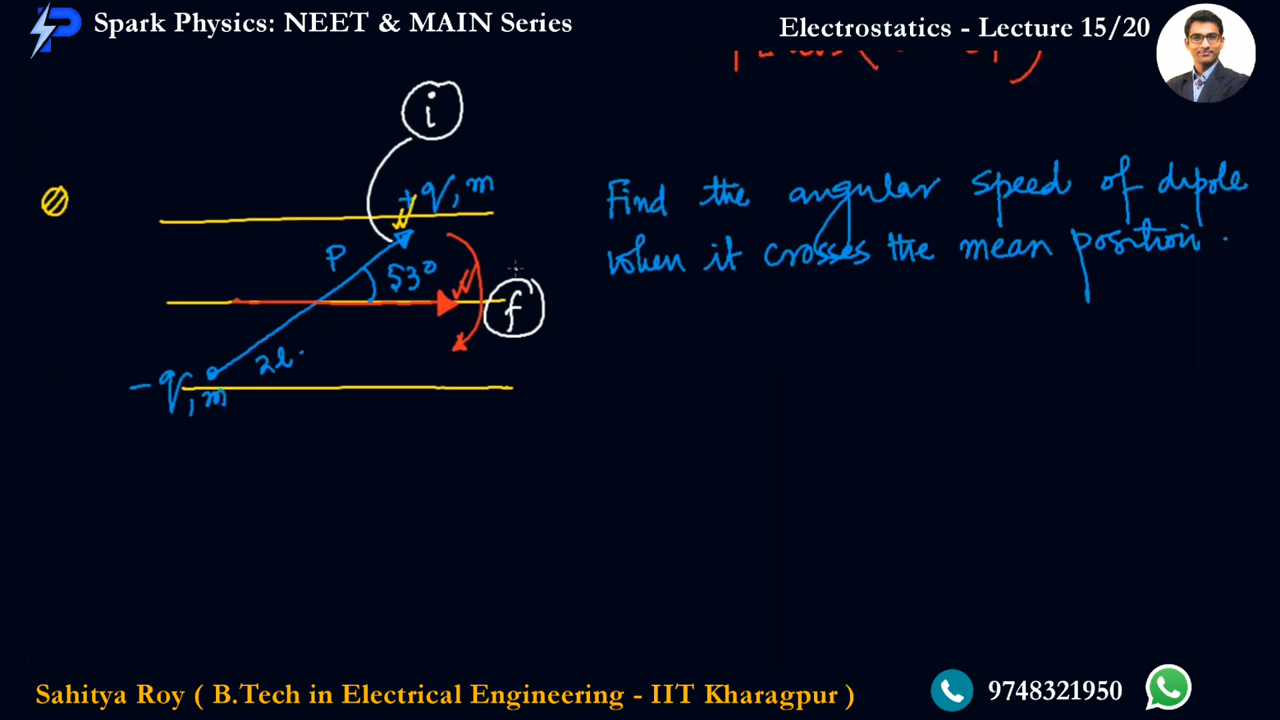 Spark Physics: NEET & MAIN Series
Electrostatics - Lecture 15/20
i
+q, m
Find the angular speed of dipole
when it crosses the mean position.
P
53°
f
2l.
-q, m
Sahitya Roy ( B.Tech in Electrical Engineering - IIT Kharagpur )
9748321950